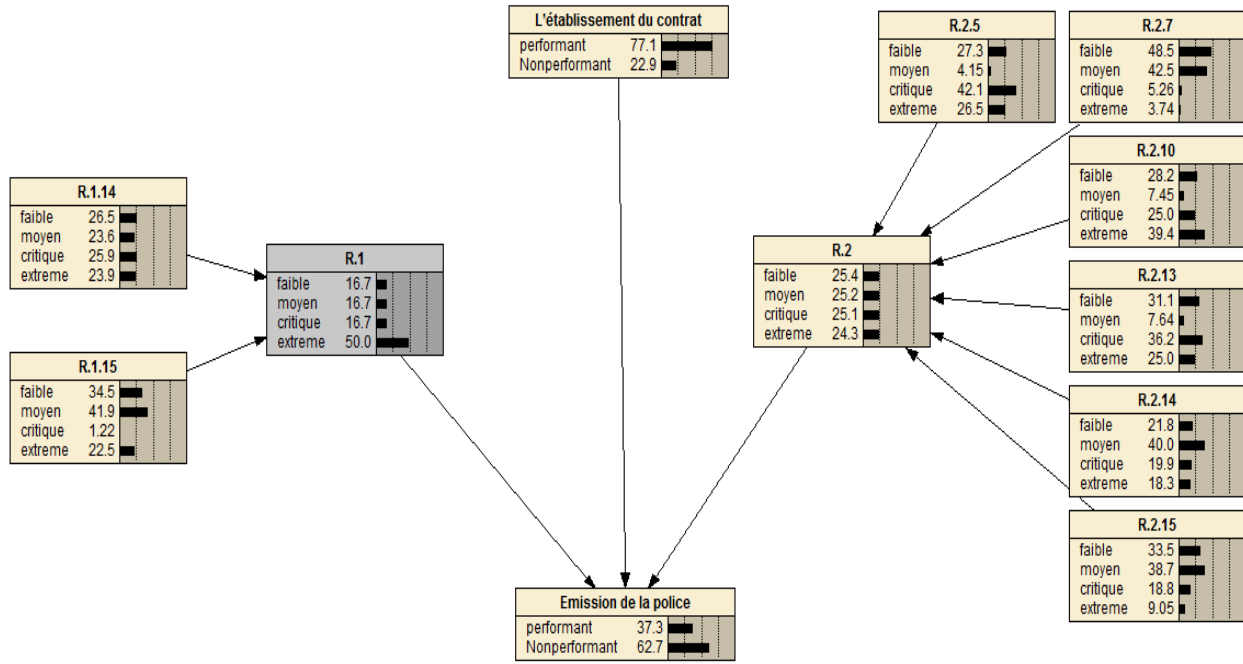 L'établissement du contrat
performant 77.1
Nonperformant 22.9
R.2.5
faible 27.3
moyen 4.15
critique 42.1
extreme 26.5
R.2.7
faible 48.5
moyen 42.5
critique 5.26
extreme 3.74
R.2.10
faible 28.2
moyen 7.45
critique 25.0
extreme 39.4
R.1.14
faible 26.5
moyen 23.6
critique 25.9
extreme 23.9
R.1
faible 16.7
moyen 16.7
critique 16.7
extreme 50.0
R.2
faible 25.4
moyen 25.2
critique 25.1
extreme 24.3
R.2.13
faible 31.1
moyen 7.64
critique 36.2
extreme 25.0
R.1.15
faible 34.5
moyen 41.9
critique 1.22
extreme 22.5
R.2.14
faible 21.8
moyen 40.0
critique 19.9
extreme 18.3
R.2.15
faible 33.5
moyen 38.7
critique 18.8
extreme 9.05
Emission de la police
performant 37.3
Nonperformant 62.7